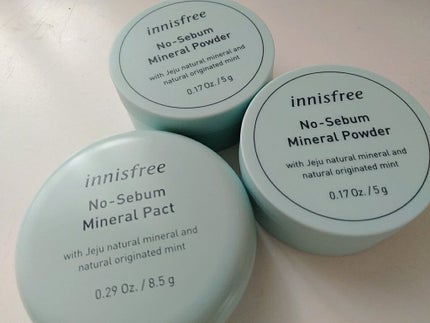 innisfree
No-Sebum
Mineral Powder
with Jeju natural mineral and
natural originated mint
0.17 Oz. / 5 g
innisfree
No-Sebum
Mineral Powder
with Jeju natural mineral and
natural originated mint
0.17 Oz. / 5 g
innisfree
No-Sebum
Mineral Pact
with Jeju natural mineral and
natural originated mint
0.29 Oz. / 8.5 g